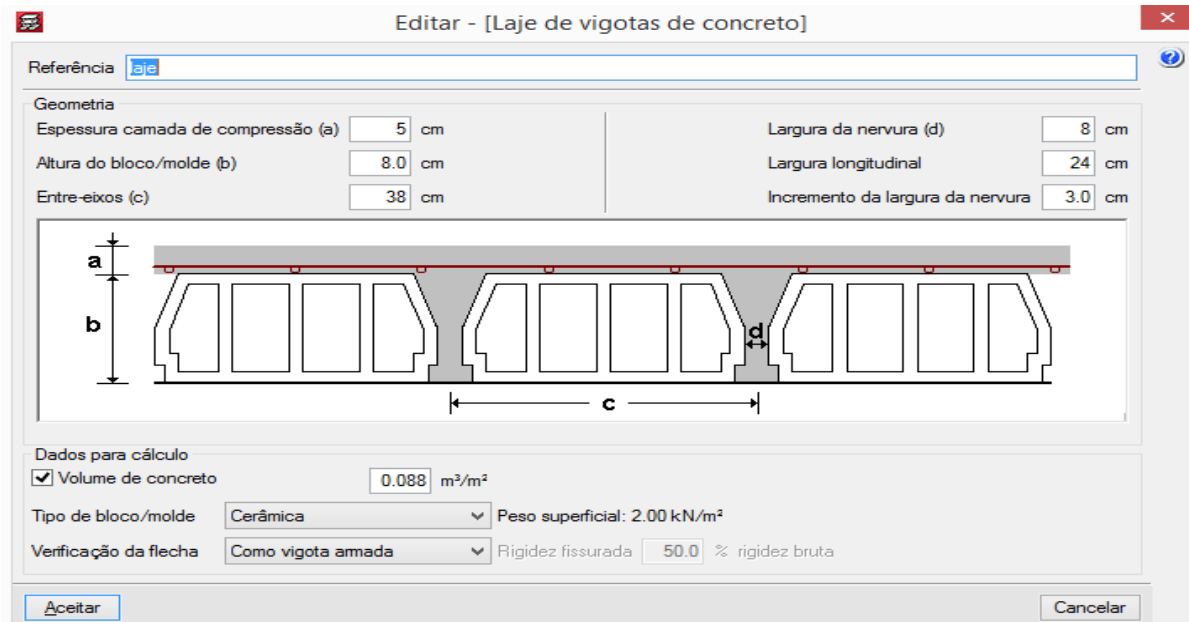 Editar - [Laje de vigotas de concreto]
Referência laje
Geometria
Espessura camada de compressão (a) 5 cm
Largura da nervura (d) 8 cm
Altura do bloco/molde (b) 8.0 cm
Largura longitudinal 24 cm
Entre-eixos (c) 38 cm
Incremento da largura da nervura 3.0 cm
a
b
d
c
Dados para cálculo
Volume de concreto 0.088 m³/m²
Tipo de bloco/molde Cerâmica Peso superficial: 2.00 kN/m²
Verificação da flecha Como vigota armada Rigidez fissurada 50.0 % rigidez bruta
Aceitar Cancelar